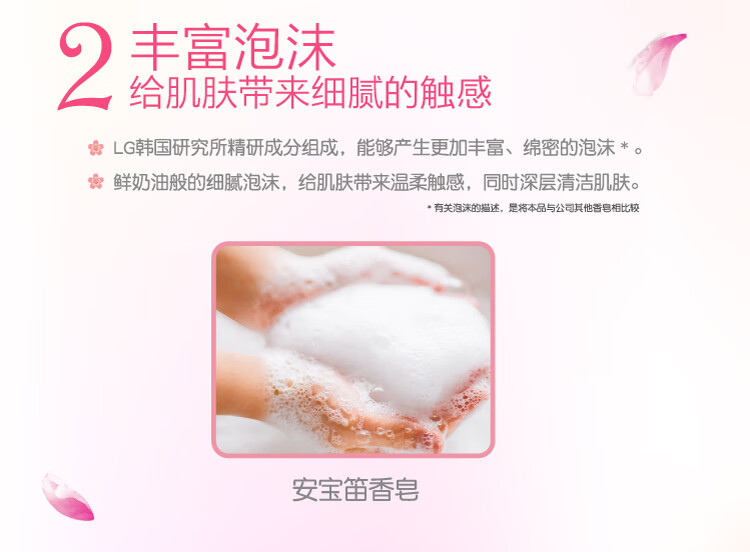 2
丰富泡沫
给肌肤带来细腻的触感
LG韩国研究所精研成分组成，能够产生更加丰富、绵密的泡沫＊。
鲜奶油般的细腻泡沫，给肌肤带来温柔触感，同时深层清洁肌肤。
＊有关泡沫的描述，是将本品与公司其他香皂相比较
安宝笛香皂